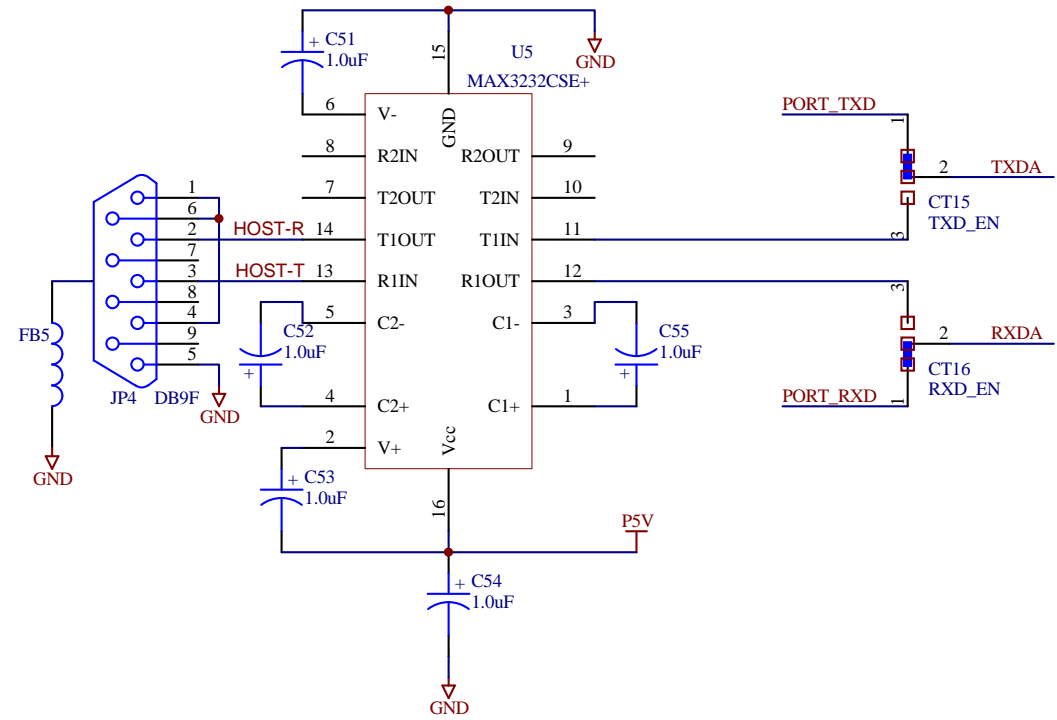 C51
1.0uF
U5
MAX3232CSE+
GND
15
GND
6
V-
8
R2IN
R2OUT
9
7
T2OUT
T2IN
10
HOST-R
14
T1OUT
T1IN
11
HOST-T
13
R1IN
R1OUT
12
C52
1.0uF
5
C2-
C1-
3
C55
1.0uF
4
C2+
C1+
1
2
V+
Vcc
16
C53
1.0uF
P5V
C54
1.0uF
GND
1
6
2
7
3
8
4
9
5
FB5
JP4
DB9F
GND
GND
PORT_TXD
1
2
TXDA
CT15
TXD_EN
3
3
2
RXDA
CT16
RXD_EN
PORT_RXD
1
+
+
+
+
+